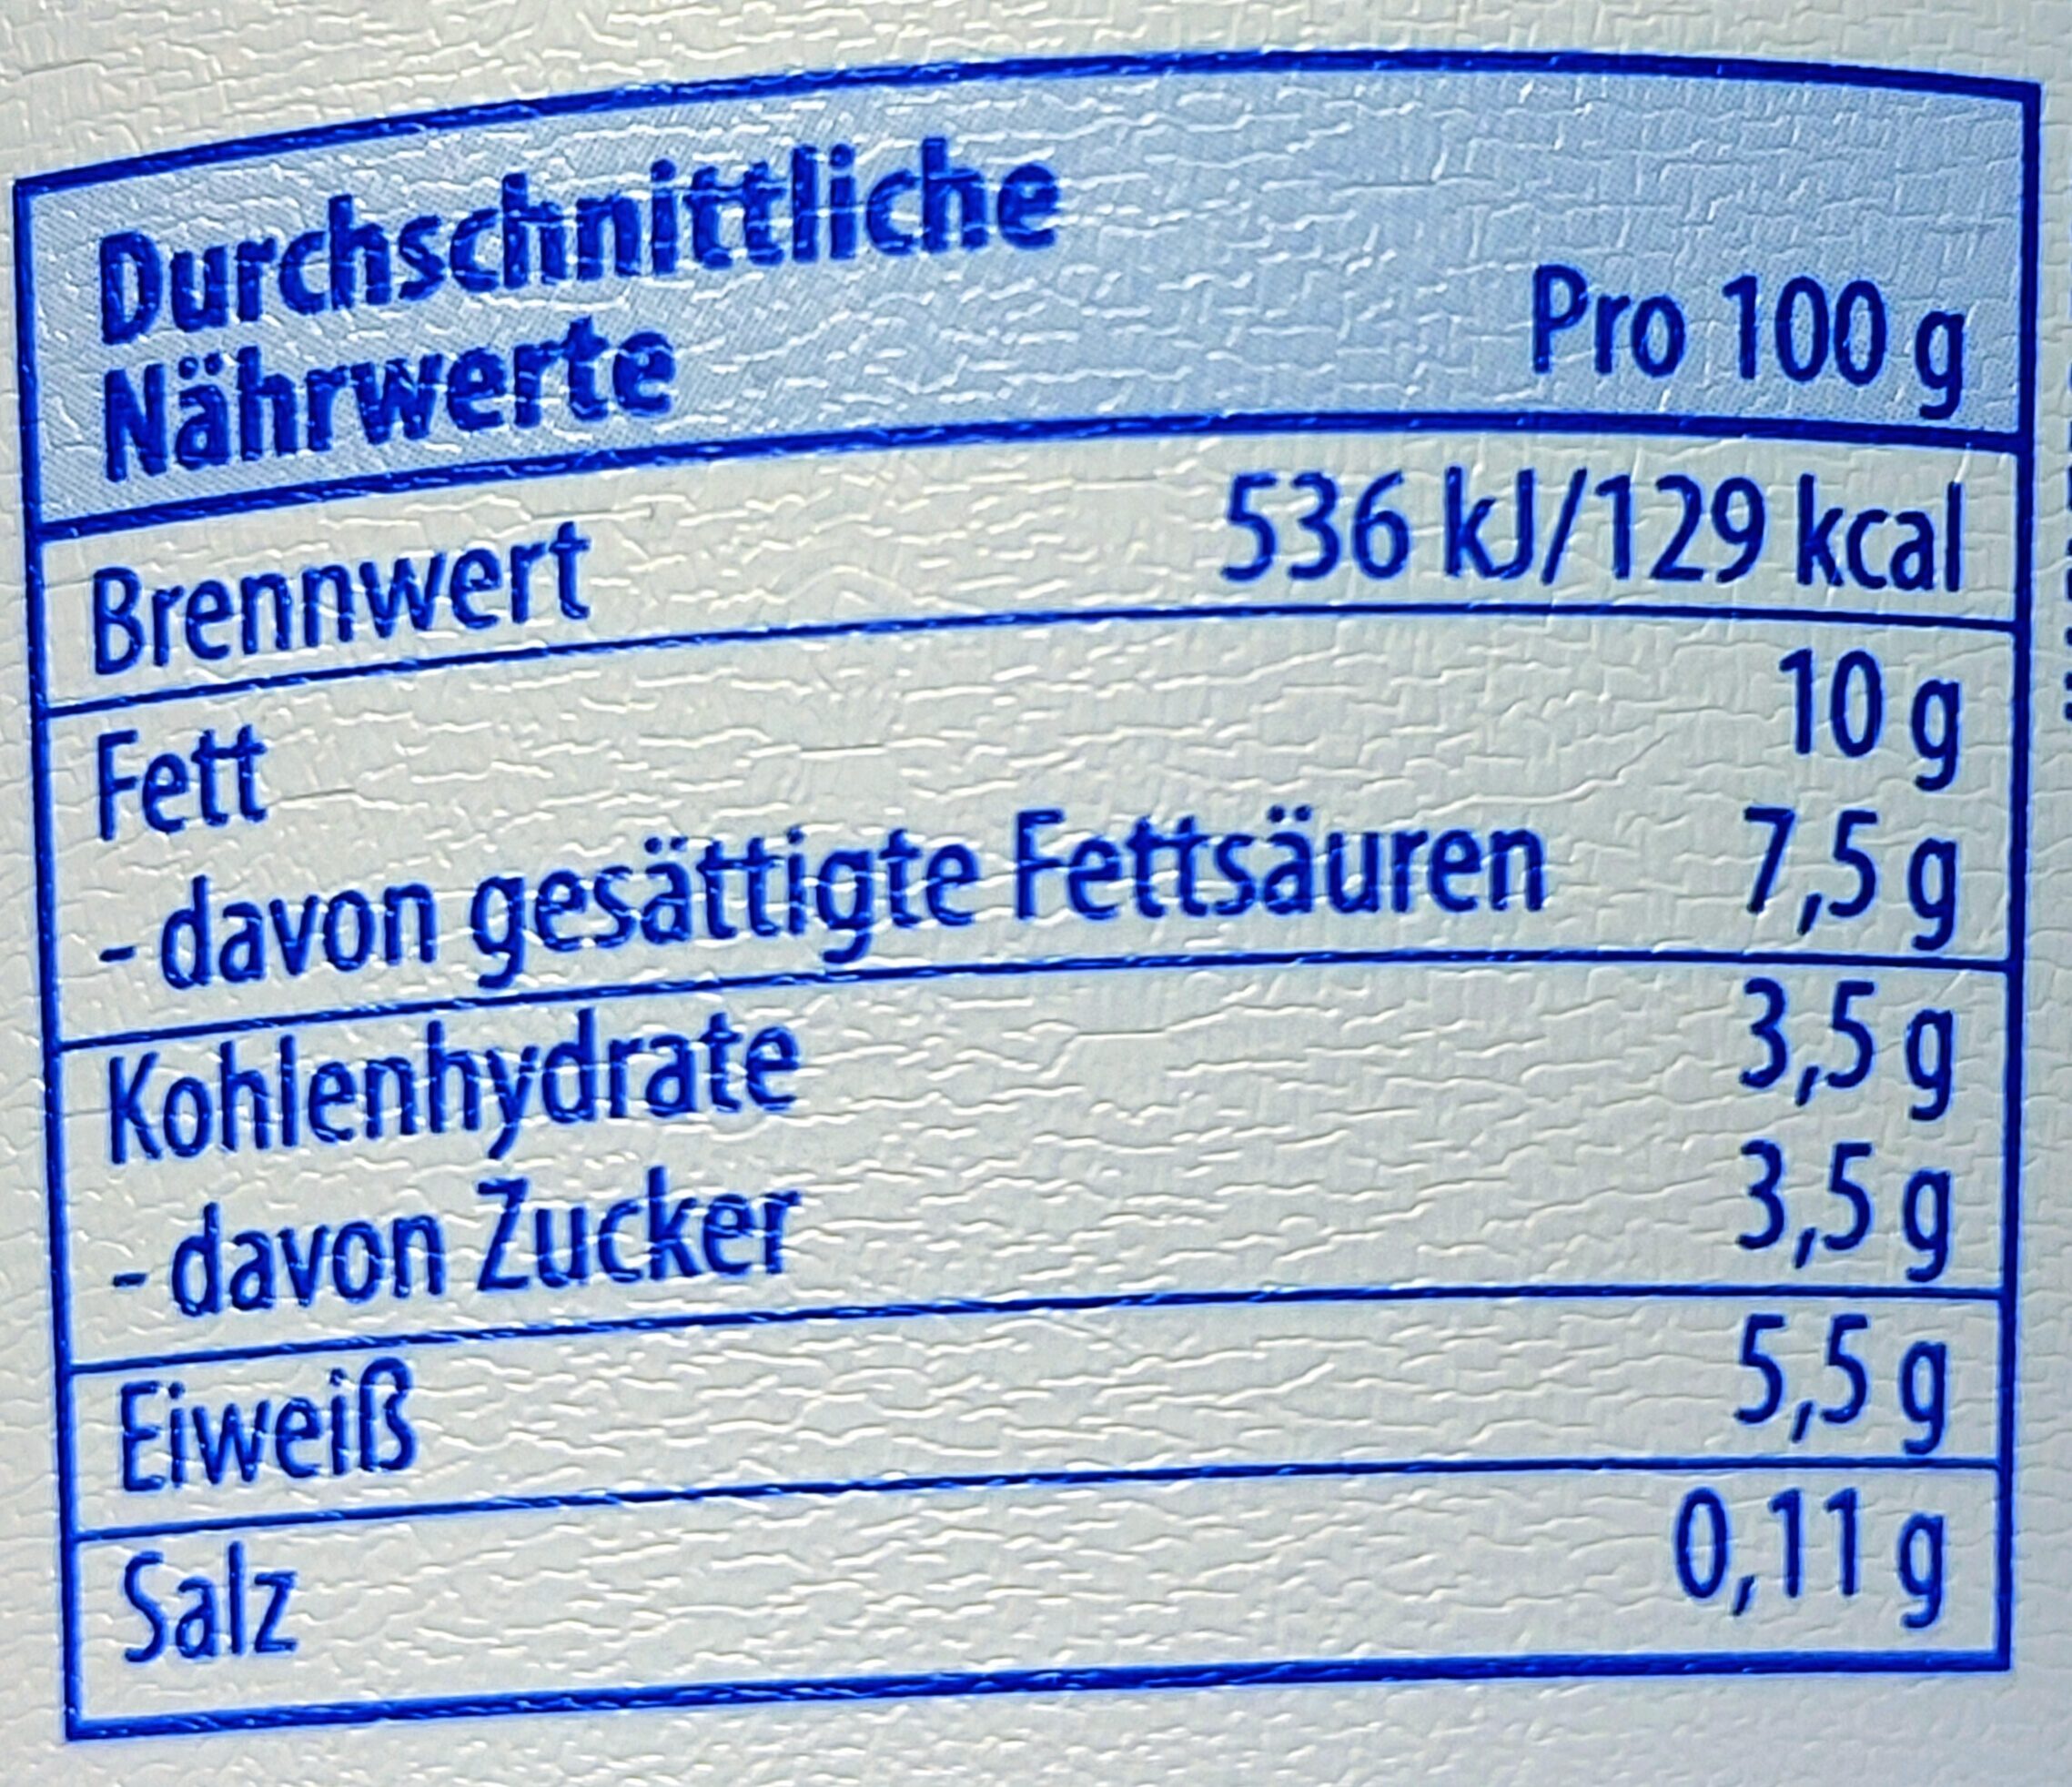 Durchschnittliche
Nährwerte
Pro 100 g
Brennwert 536 kJ/129 kcal
Fett 10 g
- davon gesättigte Fettsäuren 7,5 g
Kohlenhydrate 3,5 g
- davon Zucker 3,5 g
Eiweiß 5,5 g
Salz 0,11 g